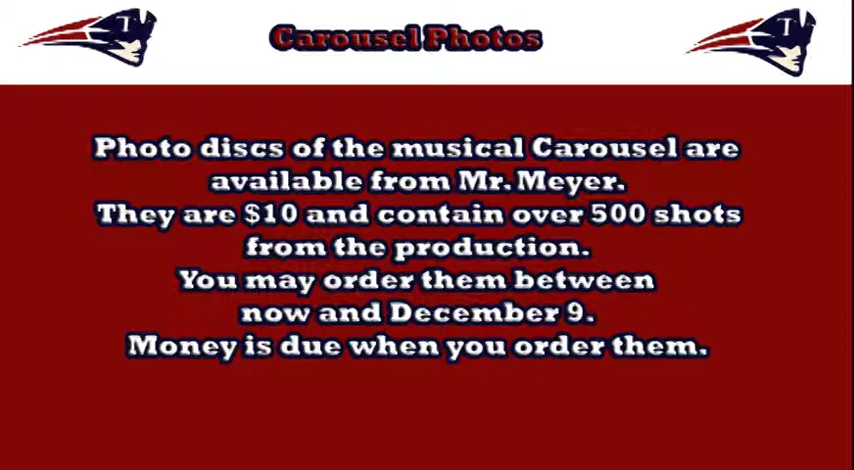 T
Carousel Photos
T
Photo discs of the musical Carousel are
available from Mr. Meyer.
They are $10 and contain over 500 shots
from the production.
You may order them between
now and December 9.
Money is due when you order them.